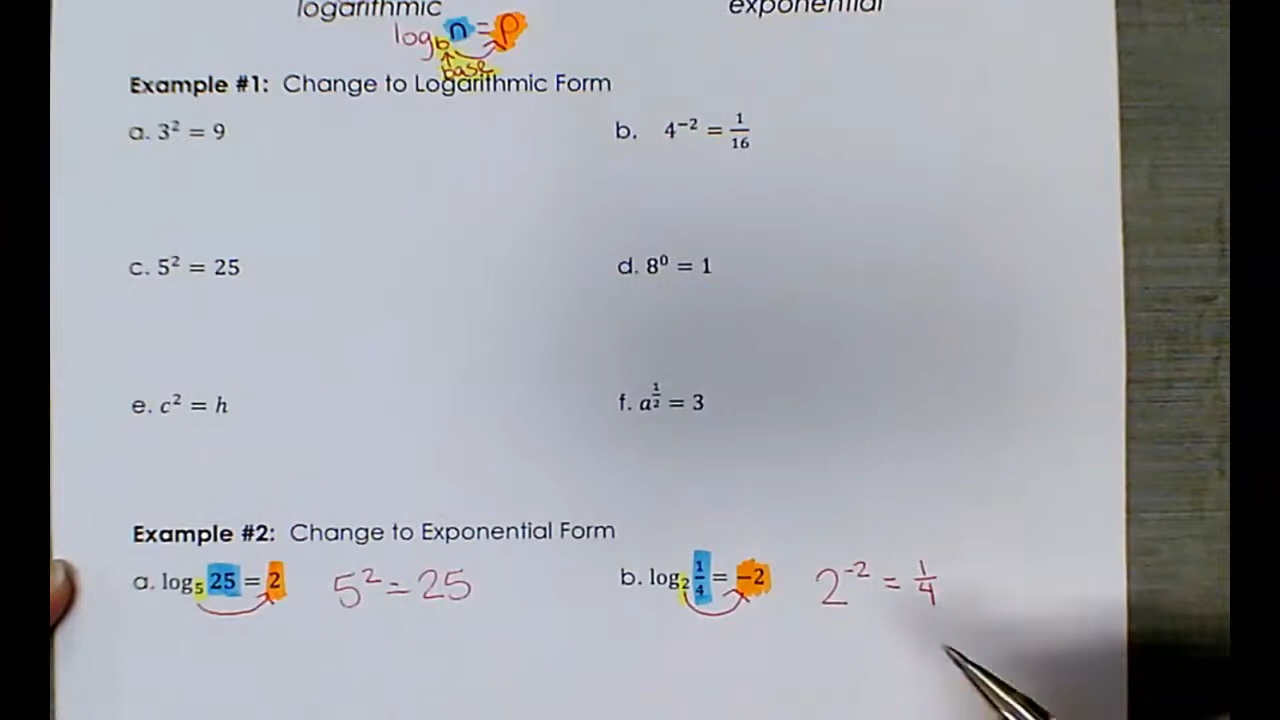 logarithmic exponential
log_b n = p
base
Example #1: Change to Logarithmic Form
a. 3² = 9 b. 4⁻² = 1/16
c. 5² = 25 d. 8⁰ = 1
e. c² = h f. a^(1/2) = 3
Example #2: Change to Exponential Form
a. log₅ 25 = 2 5² = 25 b. log₂ 1/4 = −2 2⁻² = 1/4